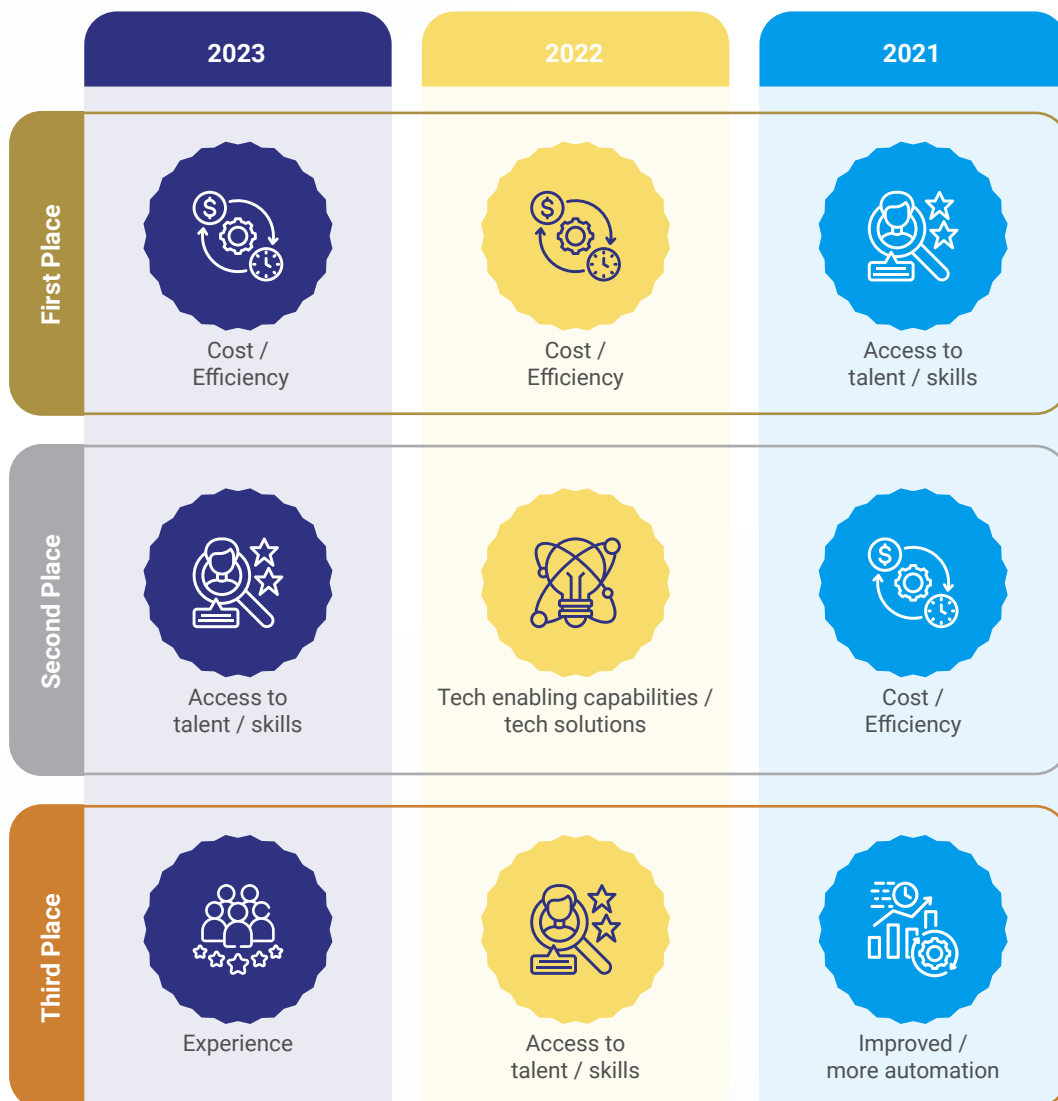 2023
2022
2021
First Place
Cost /
Efficiency
Cost /
Efficiency
Access to
talent / skills
Second Place
Access to
talent / skills
Tech enabling capabilities /
tech solutions
Cost /
Efficiency
Third Place
Experience
Access to
talent / skills
Improved /
more automation